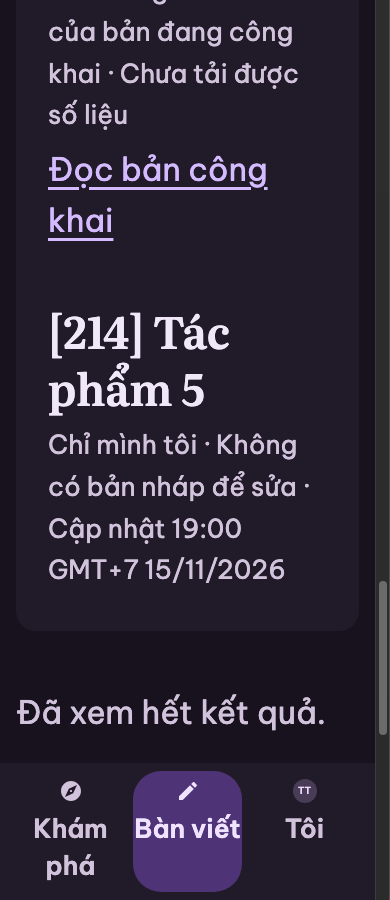 của bản đang công
khai · Chưa tải được
số liệu
Đọc bản công
khai
[214] Tác
phẩm 5
Chỉ mình tôi · Không
có bản nháp để sửa ·
Cập nhật 19:00
GMT+7 15/11/2026
Đã xem hết kết quả.
Khám
phá
Bàn viết
TT
Tôi